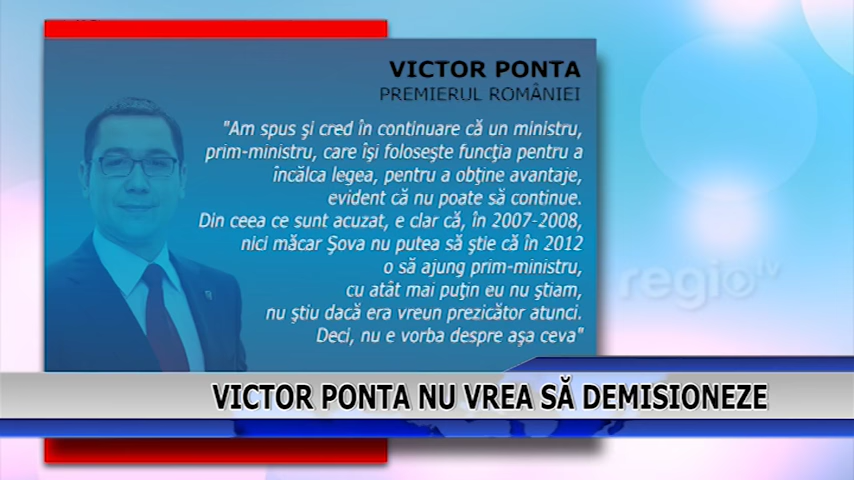 VICTOR PONTA
PREMIERUL ROMÂNIEI
"Am spus şi cred în continuare că un ministru,
prim-ministru, care îşi foloseşte funcţia pentru a
încălca legea, pentru a obţine avantaje,
evident că nu poate să continue.
Din ceea ce sunt acuzat, e clar că, în 2007-2008,
nici măcar Şova nu putea să ştie că în 2012
o să ajung prim-ministru,
cu atât mai puţin eu nu ştiam,
nu ştiu dacă era vreun prezicător atunci.
Deci, nu e vorba despre aşa ceva"
regio tv
VICTOR PONTA NU VREA SĂ DEMISIONEZE